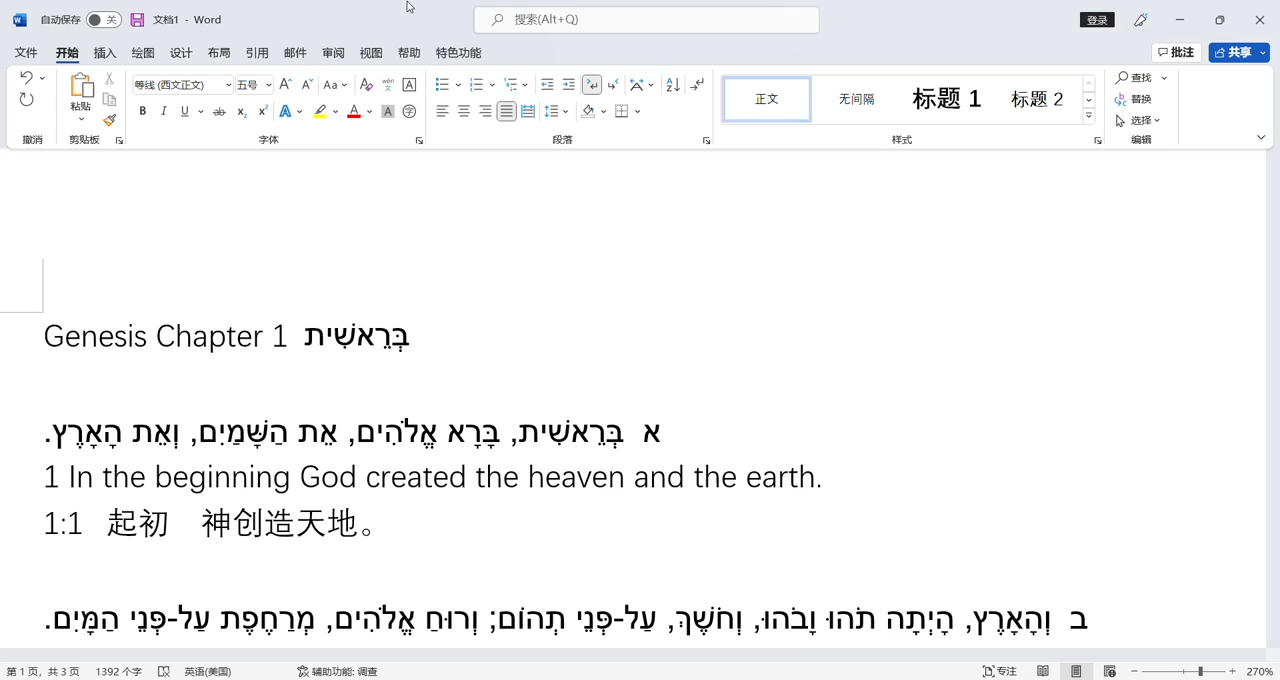 自动保存 关 文档1 - Word 搜索(Alt+Q) 登录
文件 开始 插入 绘图 设计 布局 引用 邮件 审阅 视图 帮助 特色功能 批注 共享
粘贴 等线 (西文正文) 五号 正文 无间隔 标题 1 标题 2 查找 替换 选择
撤消 剪贴板 字体 段落 样式 编辑
Genesis Chapter 1 בְּרֵאשִׁית
א בְּרֵאשִׁית, בָּרָא אֱלֹהִים, אֵת הַשָּׁמַיִם, וְאֵת הָאָרֶץ.
1 In the beginning God created the heaven and the earth.
1:1 起初 神创造天地。
ב וְהָאָרֶץ, הָיְתָה תֹהוּ וָבֹהוּ, וְחֹשֶׁךְ, עַל-פְּנֵי תְהוֹם; וְרוּחַ אֱלֹהִים, מְרַחֶפֶת עַל-פְּנֵי הַמָּיִם.
第 1 页，共 3 页 1392 个字 英语(美国) 辅助功能: 调查 专注 270%